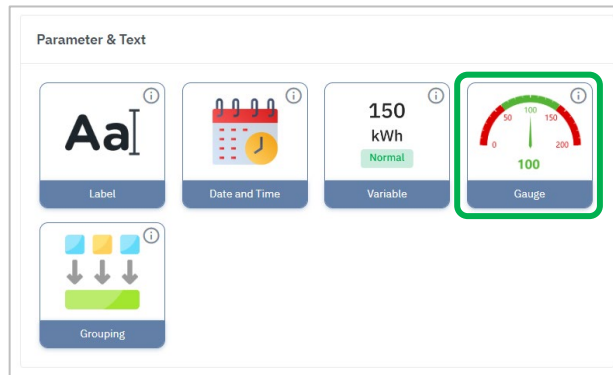 Parameter & Text
Aa
Label
Date and Time
150
kWh
Normal
Variable
0
50
100
150
200
100
Gauge
Grouping